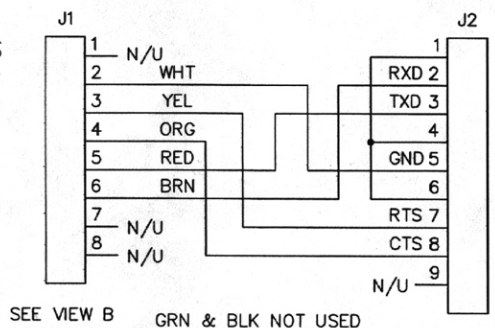 J1
J2
S
1
N/U
2
WHT
3
YEL
4
ORG
5
RED
6
BRN
7
N/U
8
N/U
1
RXD 2
TXD 3
4
GND 5
6
RTS 7
CTS 8
9
N/U
SEE VIEW B
GRN & BLK NOT USED